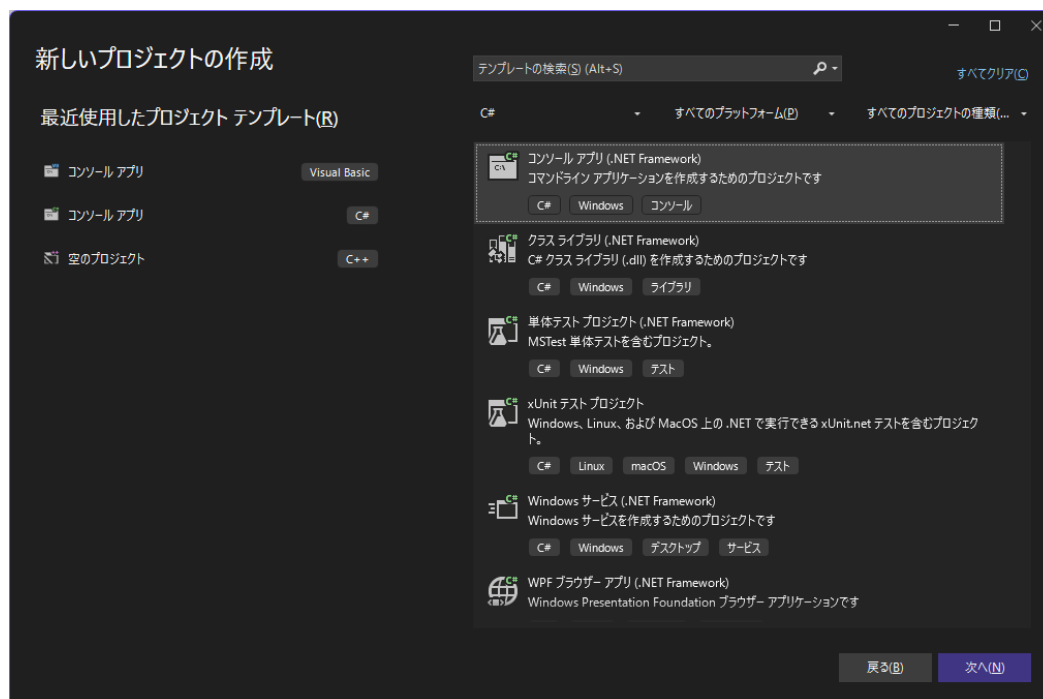 新しいプロジェクトの作成
テンプレートの検索(S) (Alt+S)
すべてクリア(C)
最近使用したプロジェクト テンプレート(R)
コンソール アプリ
Visual Basic
コンソール アプリ
C#
空のプロジェクト
C++
C#
すべてのプラットフォーム(P)
すべてのプロジェクトの種類(...
コンソール アプリ (.NET Framework)
コマンドライン アプリケーションを作成するためのプロジェクトです
C# Windows コンソール
クラス ライブラリ (.NET Framework)
C# クラス ライブラリ (.dll) を作成するためのプロジェクトです
C# Windows ライブラリ
単体テスト プロジェクト (.NET Framework)
MSTest 単体テストを含むプロジェクト。
C# Windows テスト
xUnit テスト プロジェクト
Windows、Linux、および MacOS 上の .NET で実行できる xUnit.net テストを含むプロジェク
ト。
C# Linux macOS Windows テスト
Windows サービス (.NET Framework)
Windows サービスを作成するためのプロジェクトです
C# Windows デスクトップ サービス
WPF ブラウザー アプリ (.NET Framework)
Windows Presentation Foundation ブラウザー アプリケーションです
戻る(B)
次へ(N)